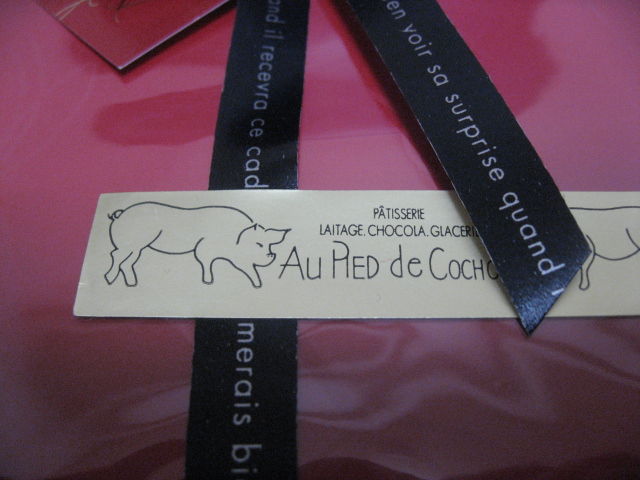 and il recevra ce cad
en voir sa surprise quand
PÂTISSERIE
LAITAGE. CHOCOLA. GLACERI
AU PIED de COCHO
merais bi